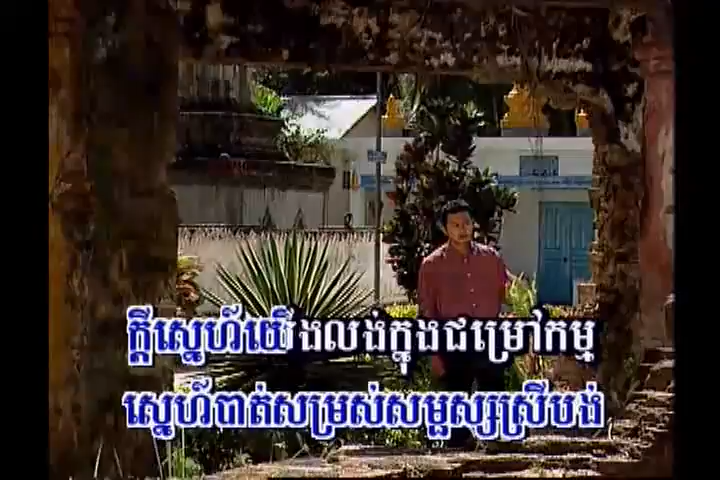 ក្ដីស្នេហ៍យើងលង់ក្នុងជម្រៅកម្ម
ស្នេហ៍បាត់សម្រស់សម្ផស្សស្រីបង់